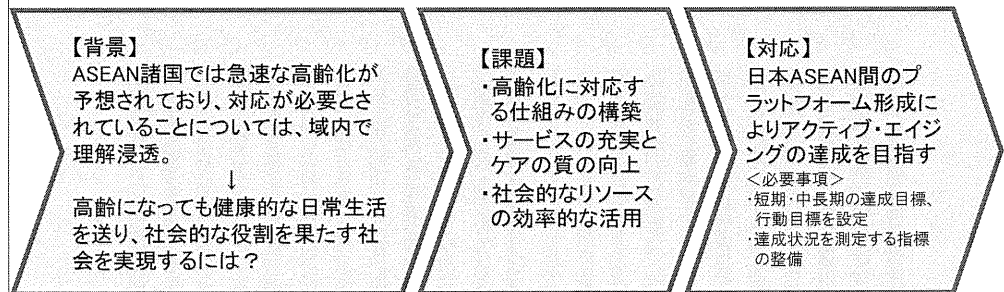 【背景】
ASEAN諸国では急速な高齢化が
予想されており、対応が必要とさ
れていることについては、域内で
理解浸透。
↓
高齢になっても健康的な日常生活
を送り、社会的な役割を果たす社
会を実現するには？
【課題】
・高齢化に対応す
る仕組みの構築
・サービスの充実と
ケアの質の向上
・社会的なリソース
の効率的な活用
【対応】
日本ASEAN間のプ
ラットフォーム形成に
よりアクティブ・エイジ
ングの達成を目指す
＜必要事項＞
・短期・中長期の達成目標、
行動目標を設定
・達成状況を測定する指標
の整備